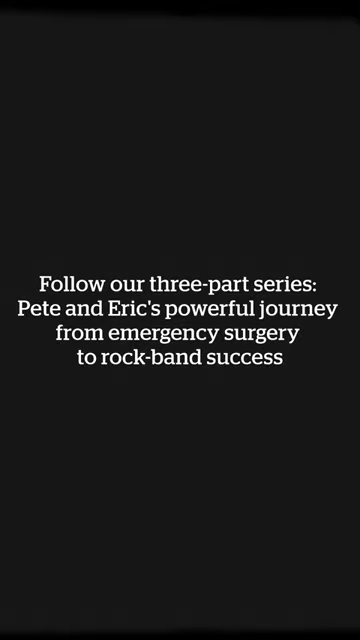 Follow our three-part series:
Pete and Eric's powerful journey
from emergency surgery
to rock-band success